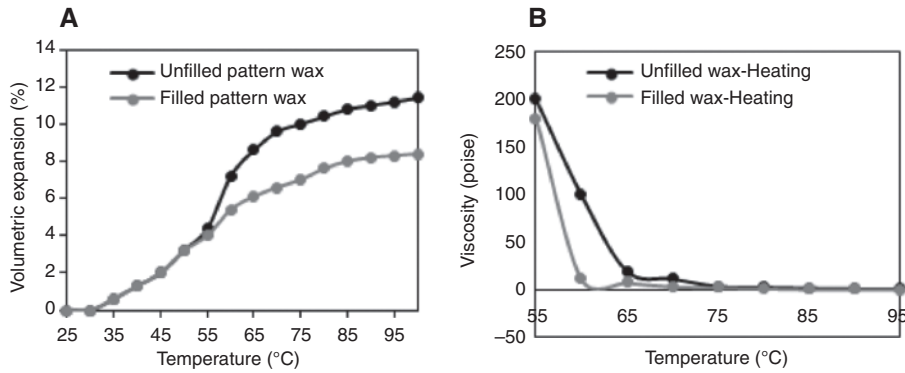 A
14
12
10
8
6
4
2
0
Volumetric expansion (%)
Unfilled pattern wax
Filled pattern wax
25 35 45 55 65 75 85 95
Temperature (°C)
B
250
200
150
100
50
0
–50
Viscosity (poise)
Unfilled wax-Heating
Filled wax-Heating
55 65 75 85 95
Temperature (°C)